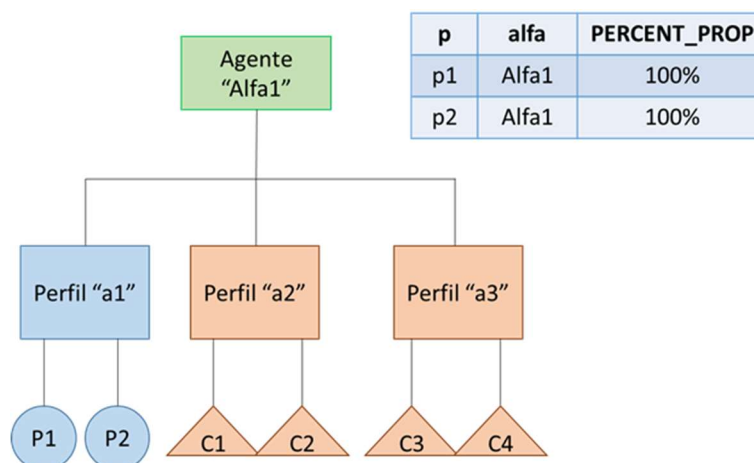 Agente
“Alfa1”
p alfa PERCENT_PROP
p1 Alfa1 100%
p2 Alfa1 100%
Perfil “a1” Perfil “a2” Perfil “a3”
P1 P2 C1 C2 C3 C4